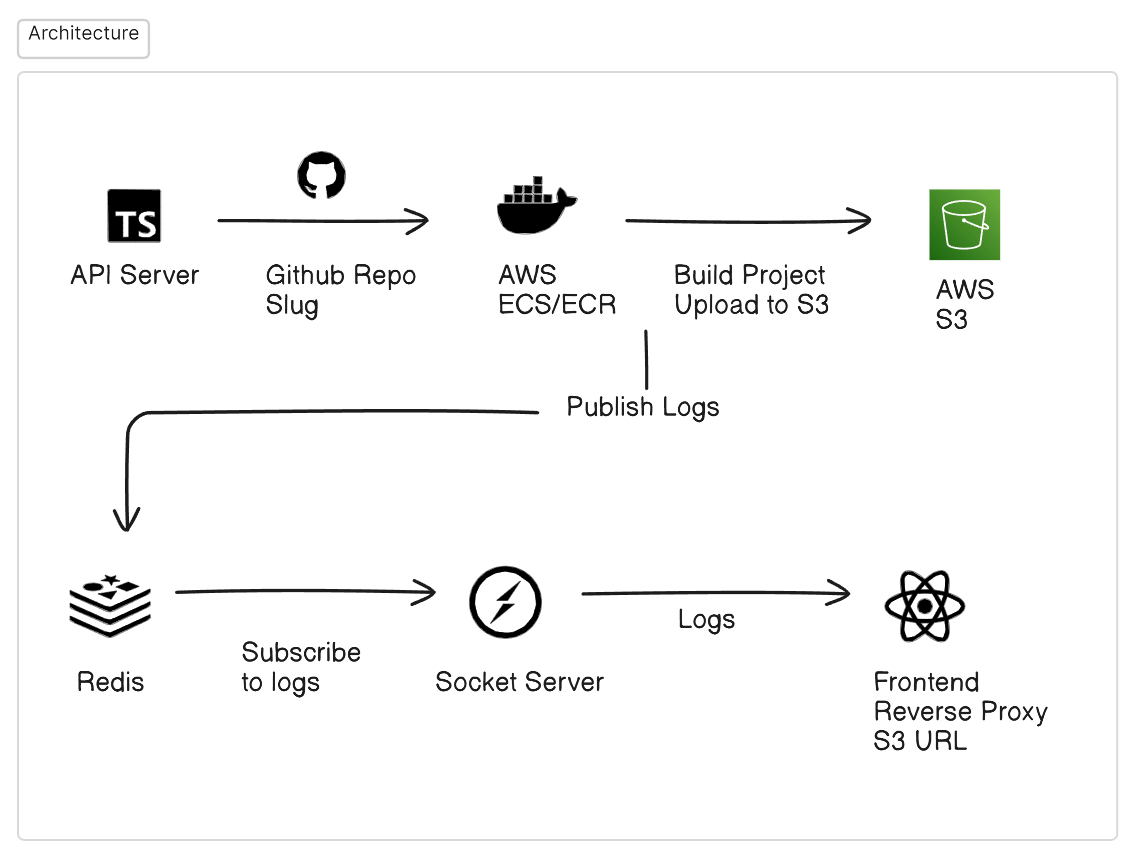 Architecture
TS
API Server
Github Repo
Slug
AWS
ECS/ECR
Build Project
Upload to S3
AWS
S3
Publish Logs
Redis
Subscribe
to logs
Socket Server
Logs
Frontend
Reverse Proxy
S3 URL